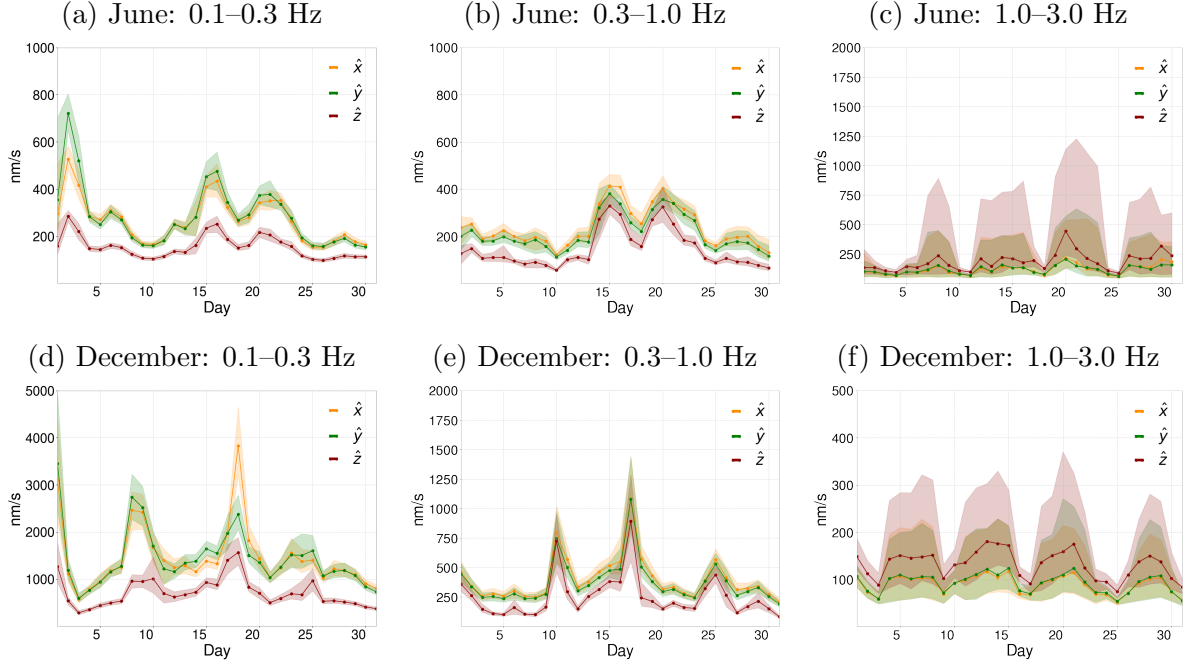 (a) June: 0.1–0.3 Hz
1000
800
600
400
200
nm/s
5 10 15 20 25 30
Day
x̂
ŷ
ẑ
(b) June: 0.3–1.0 Hz
1000
800
600
400
200
nm/s
5 10 15 20 25 30
Day
x̂
ŷ
ẑ
(c) June: 1.0–3.0 Hz
2000
1750
1500
1250
1000
750
500
250
nm/s
5 10 15 20 25 30
Day
x̂
ŷ
ẑ
(d) December: 0.1–0.3 Hz
5000
4000
3000
2000
1000
nm/s
5 10 15 20 25 30
Day
x̂
ŷ
ẑ
(e) December: 0.3–1.0 Hz
2000
1750
1500
1250
1000
750
500
250
nm/s
5 10 15 20 25 30
Day
x̂
ŷ
ẑ
(f) December: 1.0–3.0 Hz
500
400
300
200
100
nm/s
5 10 15 20 25 30
Day
x̂
ŷ
ẑ